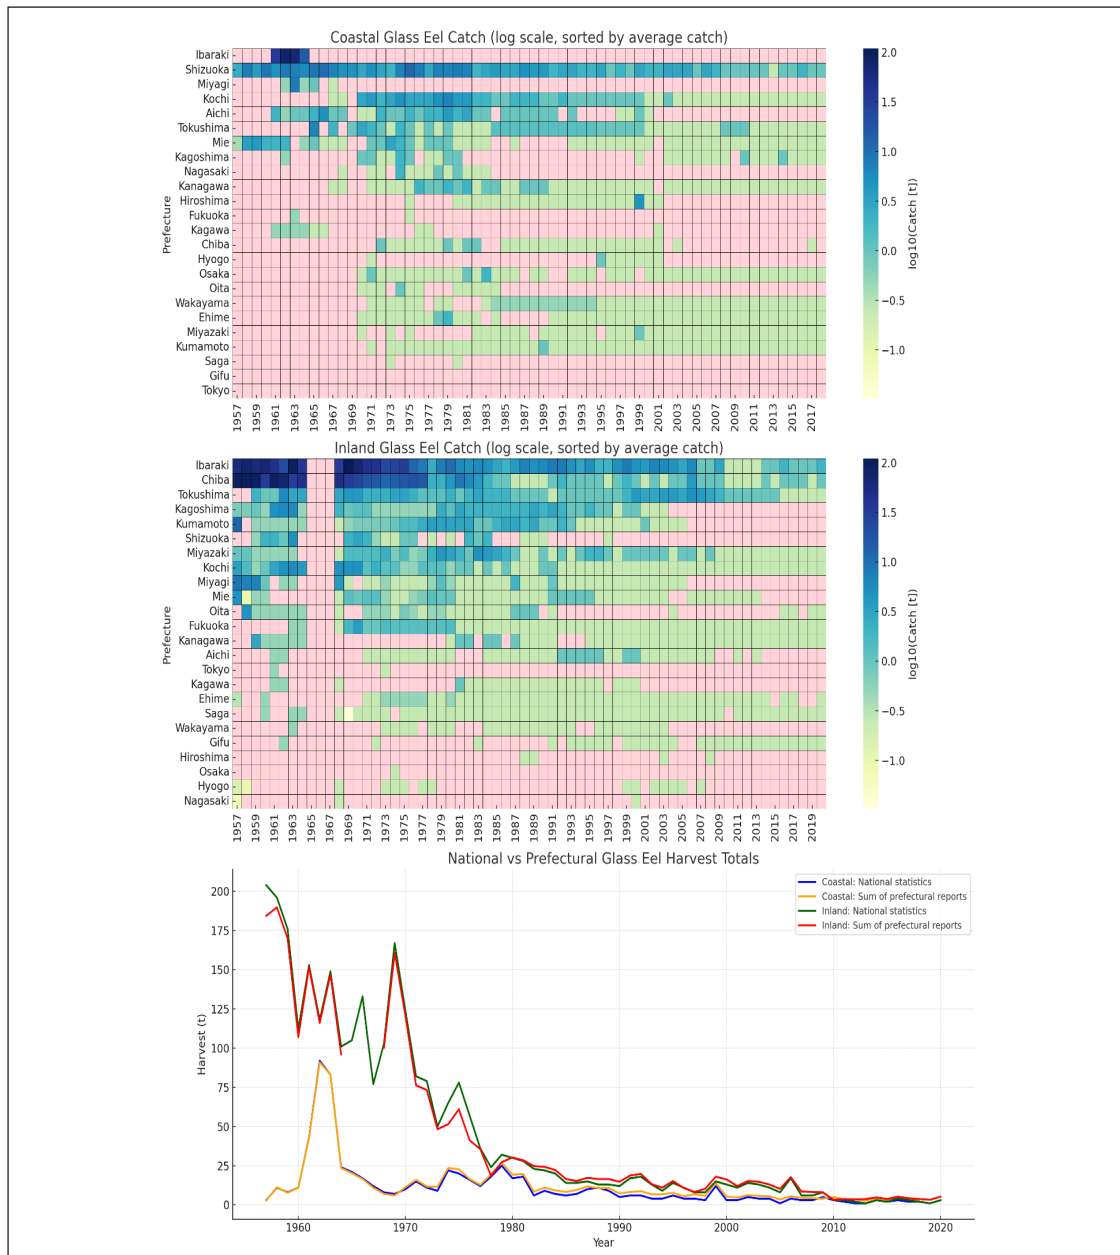 Coastal Glass Eel Catch (log scale, sorted by average catch)
Prefecture
Ibaraki
Shizuoka
Miyagi
Kochi
Aichi
Tokushima
Mie
Kagoshima
Nagasaki
Kanagawa
Hiroshima
Fukuoka
Kagawa
Chiba
Hyogo
Osaka
Oita
Wakayama
Ehime
Miyazaki
Kumamoto
Saga
Gifu
Tokyo
1957 1959 1961 1963 1965 1967 1969 1971 1973 1975 1977 1979 1981 1983 1985 1987 1989 1991 1993 1995 1997 1999 2001 2003 2005 2007 2009 2011 2013 2015 2017
2.0
1.5
1.0
0.5
0.0
−0.5
−1.0
log10(Catch [t])
Inland Glass Eel Catch (log scale, sorted by average catch)
Prefecture
Ibaraki
Chiba
Tokushima
Kagoshima
Kumamoto
Shizuoka
Miyazaki
Kochi
Miyagi
Mie
Oita
Fukuoka
Kanagawa
Aichi
Tokyo
Kagawa
Ehime
Saga
Wakayama
Gifu
Hiroshima
Osaka
Hyogo
Nagasaki
1957 1959 1961 1963 1965 1967 1969 1971 1973 1975 1977 1979 1981 1983 1985 1987 1989 1991 1993 1995 1997 1999 2001 2003 2005 2007 2009 2011 2013 2015 2017 2019
2.0
1.5
1.0
0.5
0.0
−0.5
−1.0
log10(Catch [t])
National vs Prefectural Glass Eel Harvest Totals
Coastal: National statistics
Coastal: Sum of prefectural reports
Inland: National statistics
Inland: Sum of prefectural reports
Harvest (t)
200
175
150
125
100
75
50
25
0
1960 1970 1980 1990 2000 2010 2020
Year